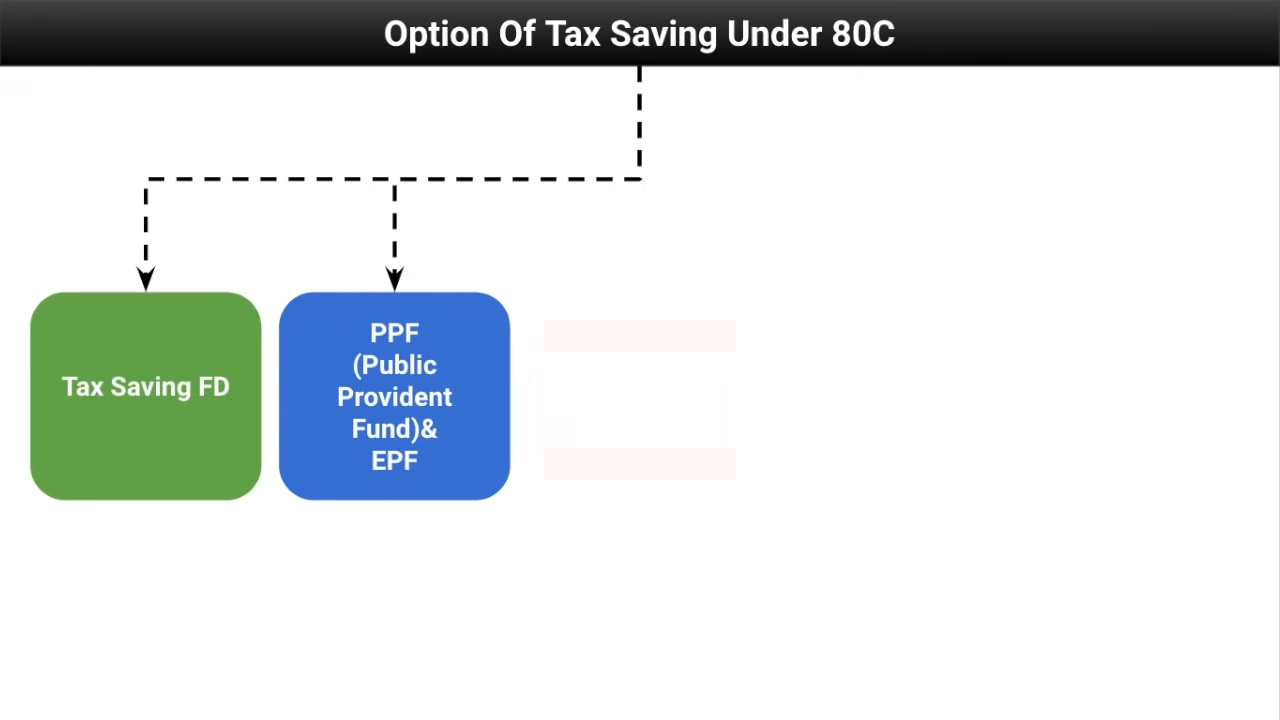 Option Of Tax Saving Under 80C
Tax Saving FD
PPF
(Public
Provident
Fund)&
EPF